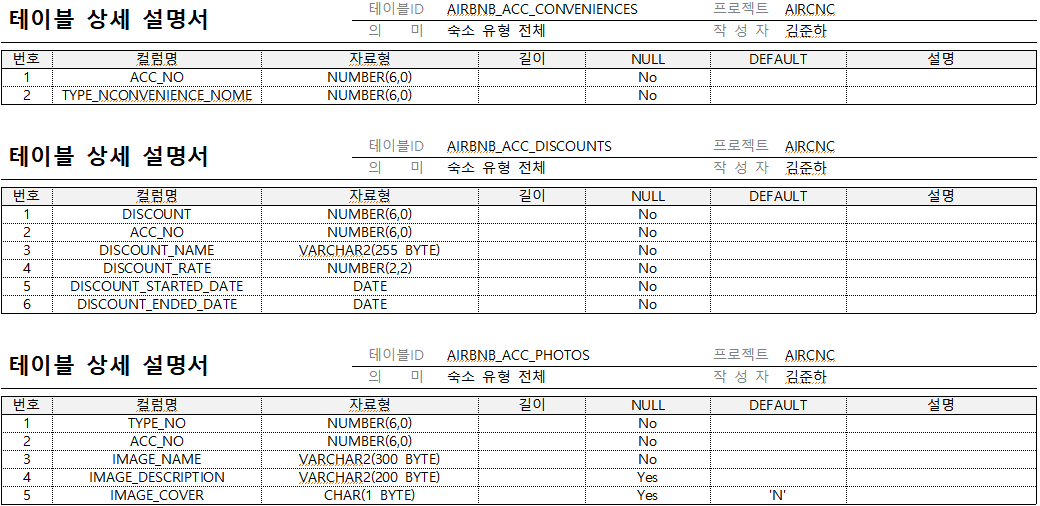 테이블 상세 설명서 테이블ID AIRBNB_ACC_CONVENIENCES 프로젝트 AIRCNC
의 미 숙소 유형 전체 작 성 자 김준하
번호 컬럼명 자료형 길이 NULL DEFAULT 설명
1 ACC_NO NUMBER(6,0) No
2 TYPE_NCONVENIENCE_NOME NUMBER(6,0) No
테이블 상세 설명서 테이블ID AIRBNB_ACC_DISCOUNTS 프로젝트 AIRCNC
의 미 숙소 유형 전체 작 성 자 김준하
번호 컬럼명 자료형 길이 NULL DEFAULT 설명
1 DISCOUNT NUMBER(6,0) No
2 ACC_NO NUMBER(6,0) No
3 DISCOUNT_NAME VARCHAR2(255 BYTE) No
4 DISCOUNT_RATE NUMBER(2,2) No
5 DISCOUNT_STARTED_DATE DATE No
6 DISCOUNT_ENDED_DATE DATE No
테이블 상세 설명서 테이블ID AIRBNB_ACC_PHOTOS 프로젝트 AIRCNC
의 미 숙소 유형 전체 작 성 자 김준하
번호 컬럼명 자료형 길이 NULL DEFAULT 설명
1 TYPE_NO NUMBER(6,0) No
2 ACC_NO NUMBER(6,0) No
3 IMAGE_NAME VARCHAR2(300 BYTE) No
4 IMAGE_DESCRIPTION VARCHAR2(200 BYTE) Yes
5 IMAGE_COVER CHAR(1 BYTE) Yes 'N'